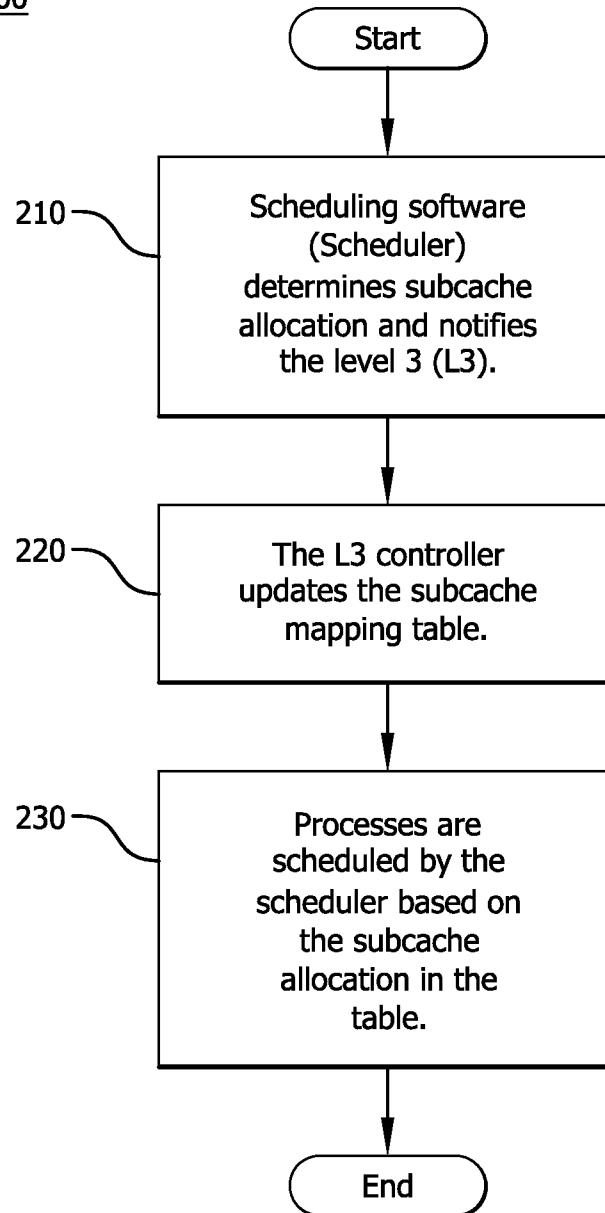 Start
210
Scheduling software
(Scheduler)
determines subcache
allocation and notifies
the level 3 (L3).
220
The L3 controller
updates the subcache
mapping table.
230
Processes are
scheduled by the
scheduler based on
the subcache
allocation in the
table.
End